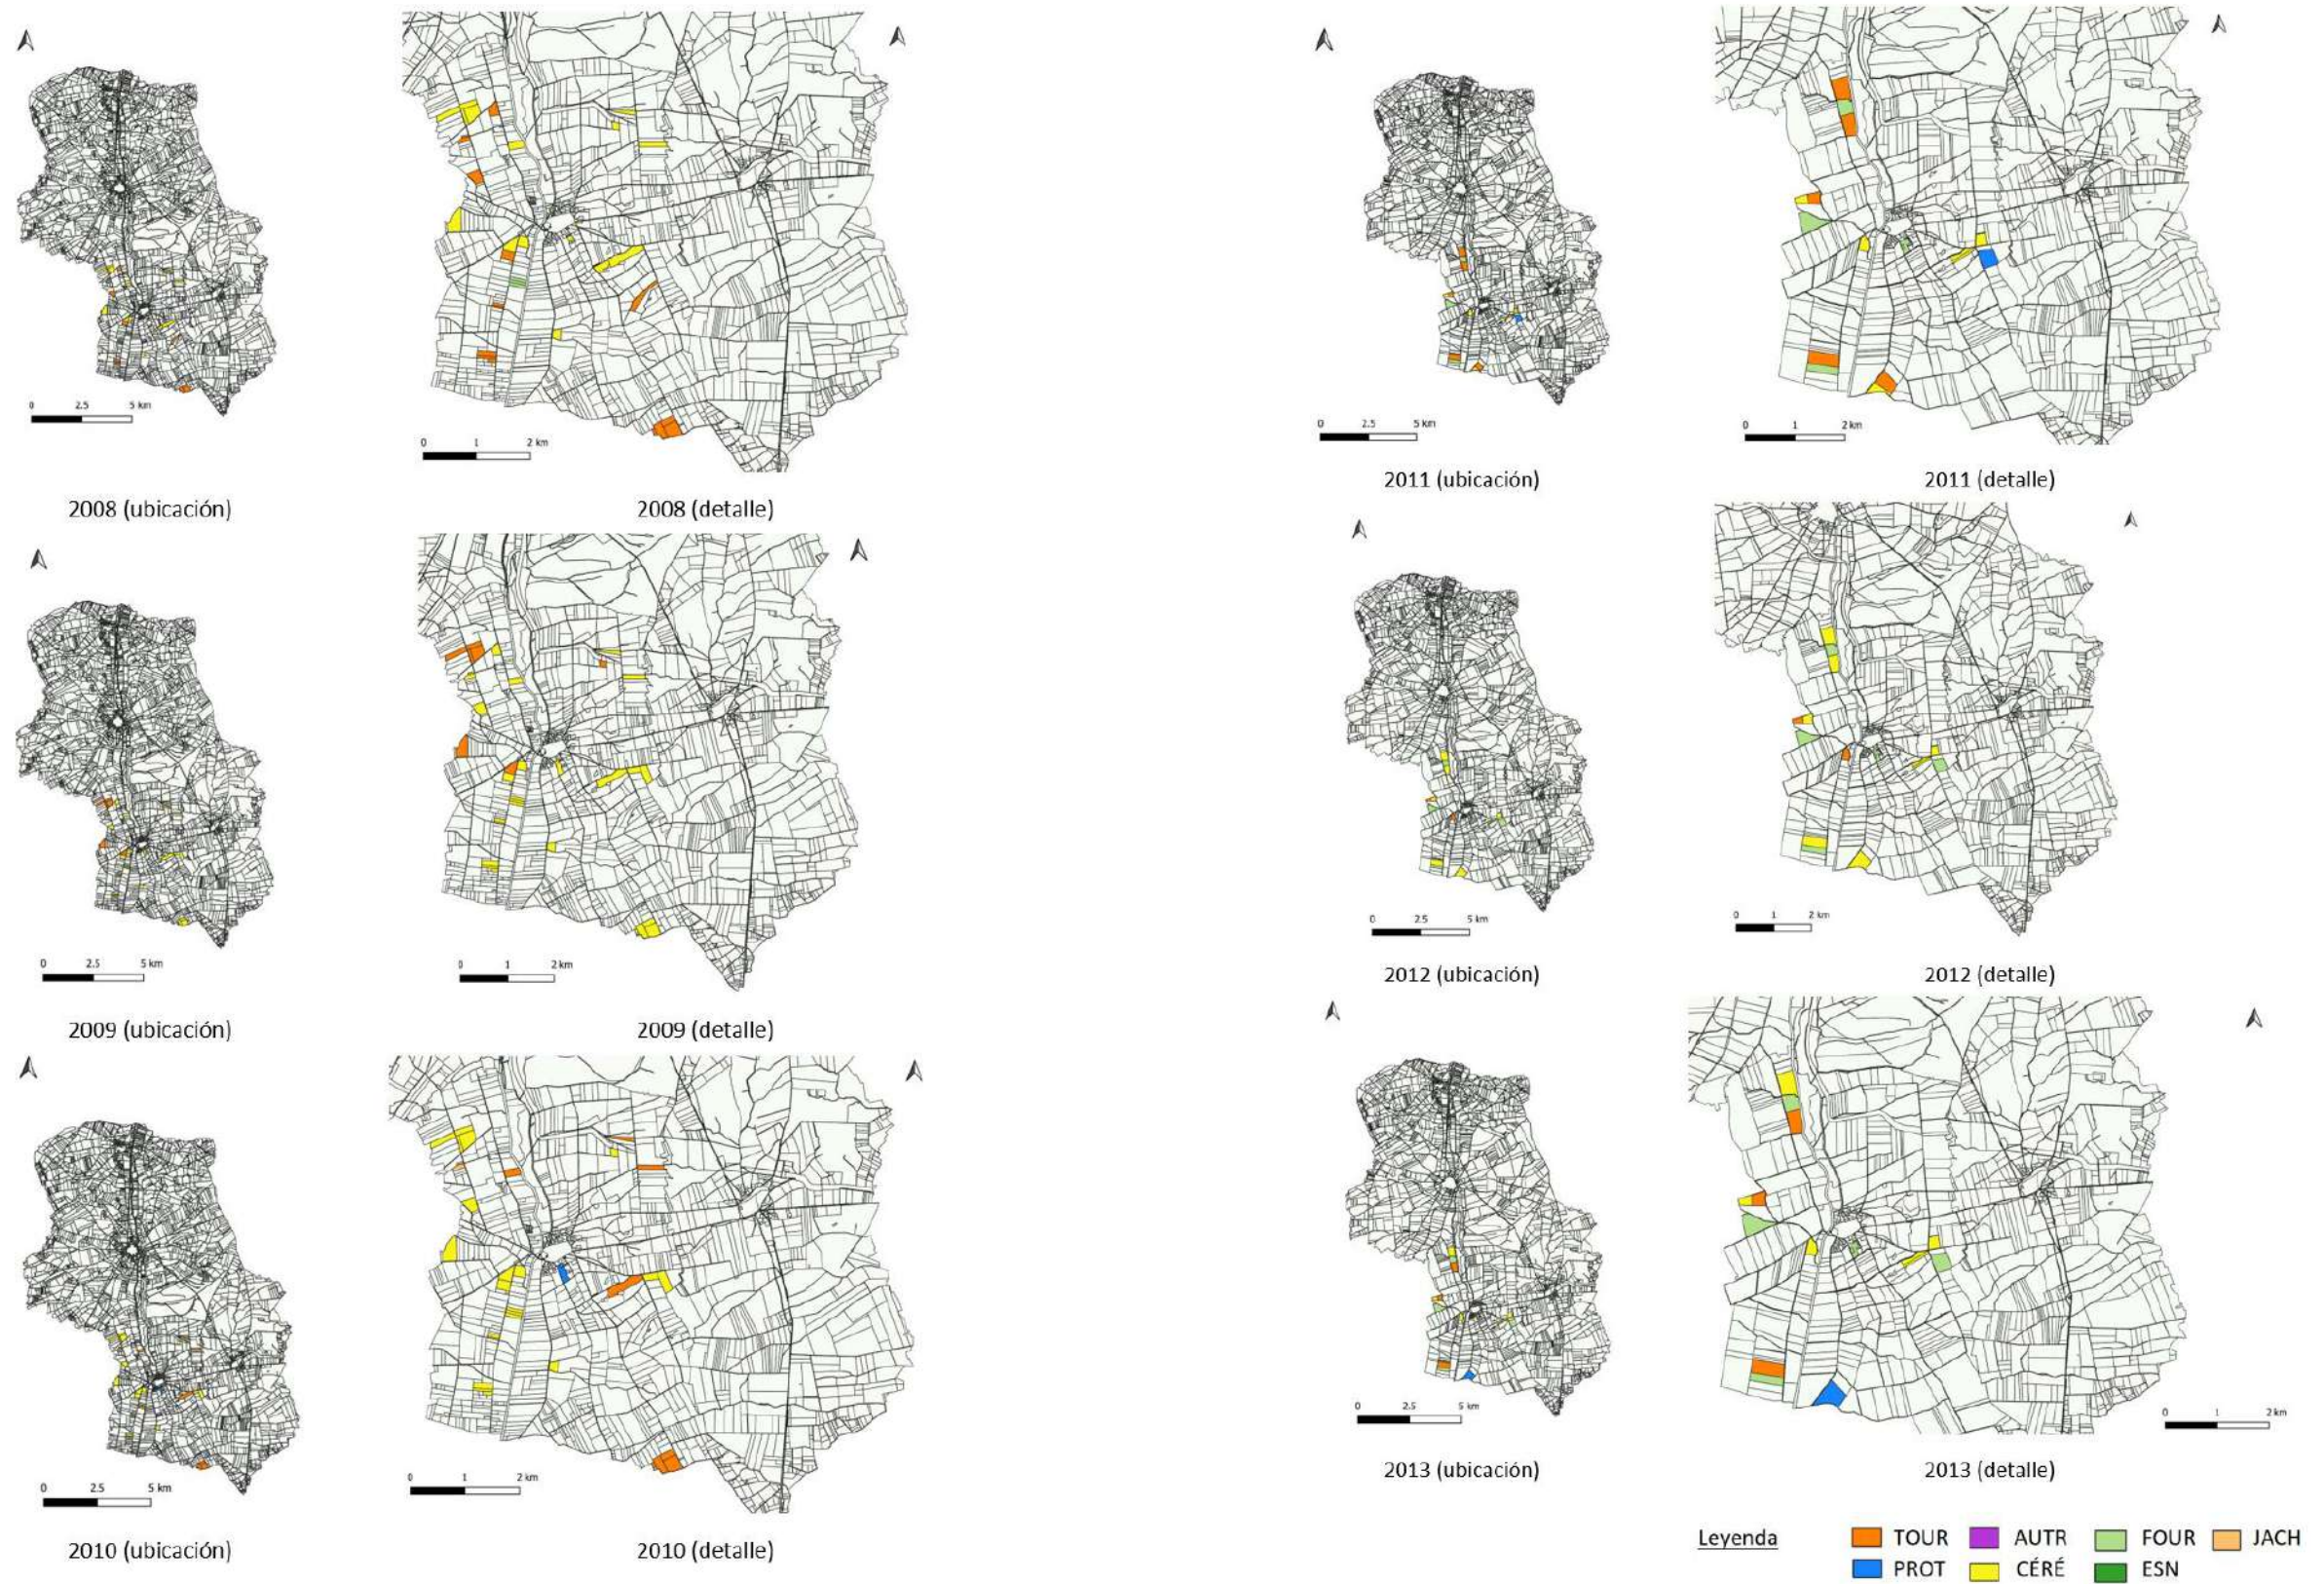 0 2.5 5 km
0 1 2 km
2008 (ubicación)
2008 (detalle)
0 2.5 5 km
0 1 2 km
2009 (ubicación)
2009 (detalle)
0 2.5 5 km
0 1 2 km
2010 (ubicación)
2010 (detalle)
0 2.5 5 km
0 1 2 km
2011 (ubicación)
2011 (detalle)
0 2.5 5 km
0 1 2 km
2012 (ubicación)
2012 (detalle)
0 2.5 5 km
0 1 2 km
2013 (ubicación)
2013 (detalle)
Leyenda
TOUR AUTR FOUR JACH
PROT CÉRÉ ESN